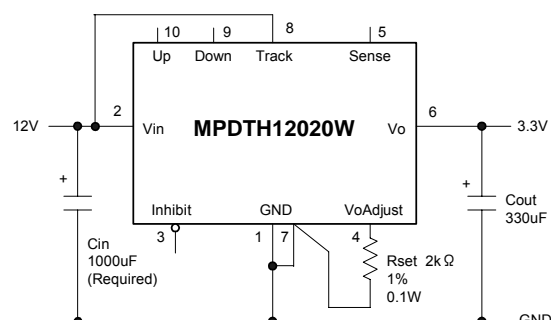 10
9
8
5
Up
Down
Track
Sense
2
6
12V
Vin
MPDTH12020W
Vo
3.3V
+
+
Inhibit
GND
VoAdjust
Cout
330uF
3
1
7
4
Cin
1000uF
(Required)
Rset 2kΩ
1%
0.1W
GND